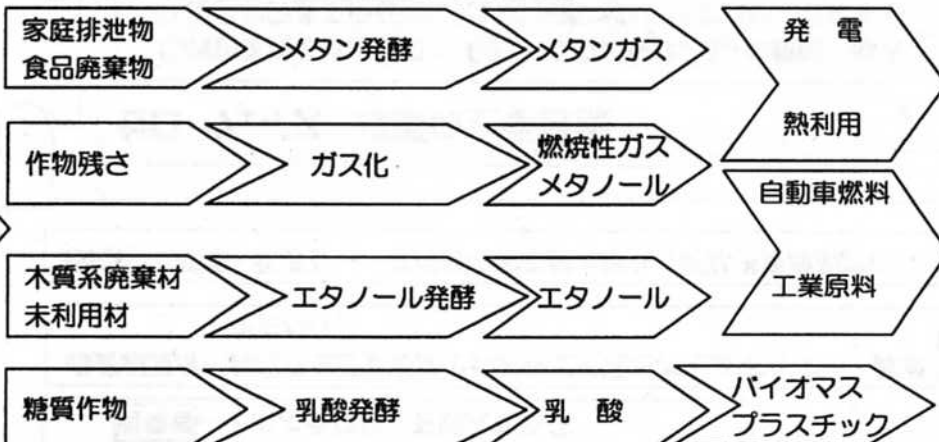 家庭排泄物
食品廃棄物
メタン発酵
メタンガス
発 電
熱利用
作物残さ
ガス化
燃焼性ガス
メタノール
自動車燃料
工業原料
木質系廃棄材
未利用材
エタノール発酵
エタノール
糖質作物
乳酸発酵
乳 酸
バイオマス
プラスチック